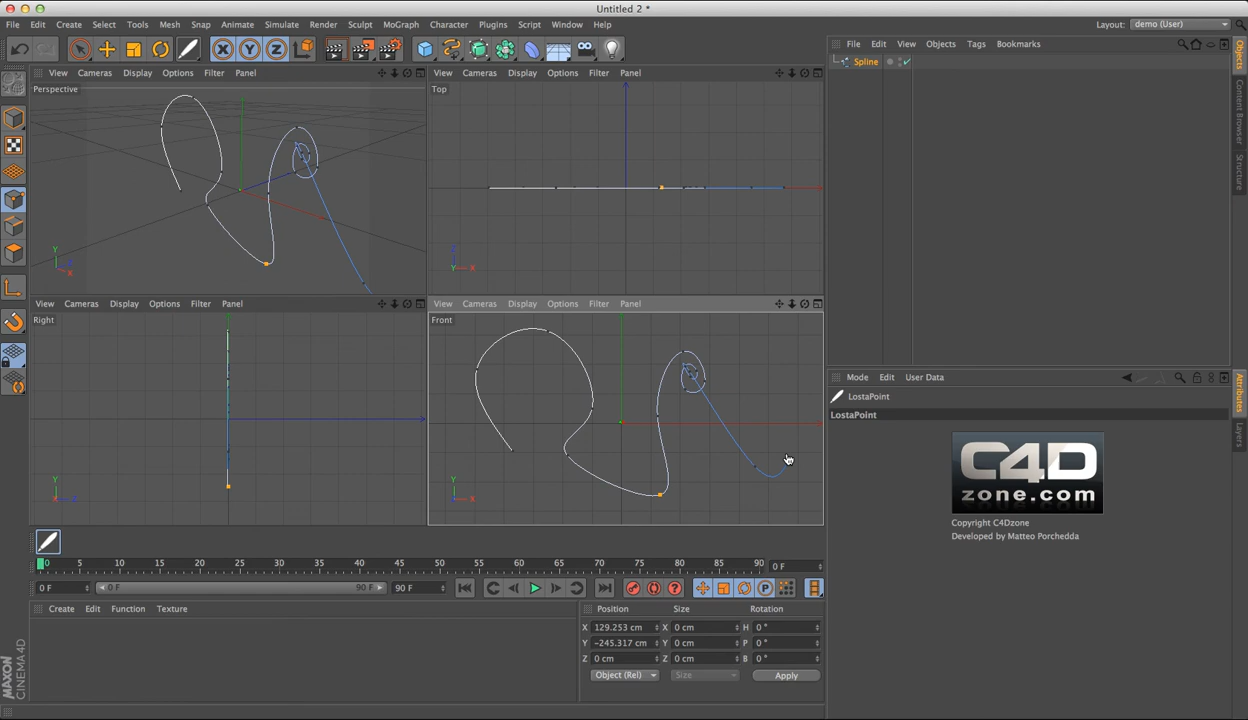 Untitled 2 *
File Edit Create Select Tools Mesh Snap Animate Simulate Render Sculpt MoGraph Character Plugins Script Window Help
Layout: demo (User)
X Y Z
File Edit View Objects Tags Bookmarks
Spline
Objects
Content Browser
Structure
View Cameras Display Options Filter Panel
Perspective
Y
Z
X
View Cameras Display Options Filter Panel
Top
Z
Y X
View Cameras Display Options Filter Panel
Right
Y
X Z
View Cameras Display Options Filter Panel
Front
Y
Z X
Mode Edit User Data
LostaPoint
LostaPoint
C4D
zone.com
Copyright C4Dzone
Developed by Matteo Porchedda
Attributes
Layers
0 5 10 15 20 25 30 35 40 45 50 55 60 65 70 75 80 85 90 0 F
0 F 0 F 90 F 90 F
P
Create Edit Function Texture
Position Size Rotation
X 129.253 cm X 0 cm H 0 °
Y -245.317 cm Y 0 cm P 0 °
Z 0 cm Z 0 cm B 0 °
Object (Rel) Size Apply
MAXON
CINEMA 4D